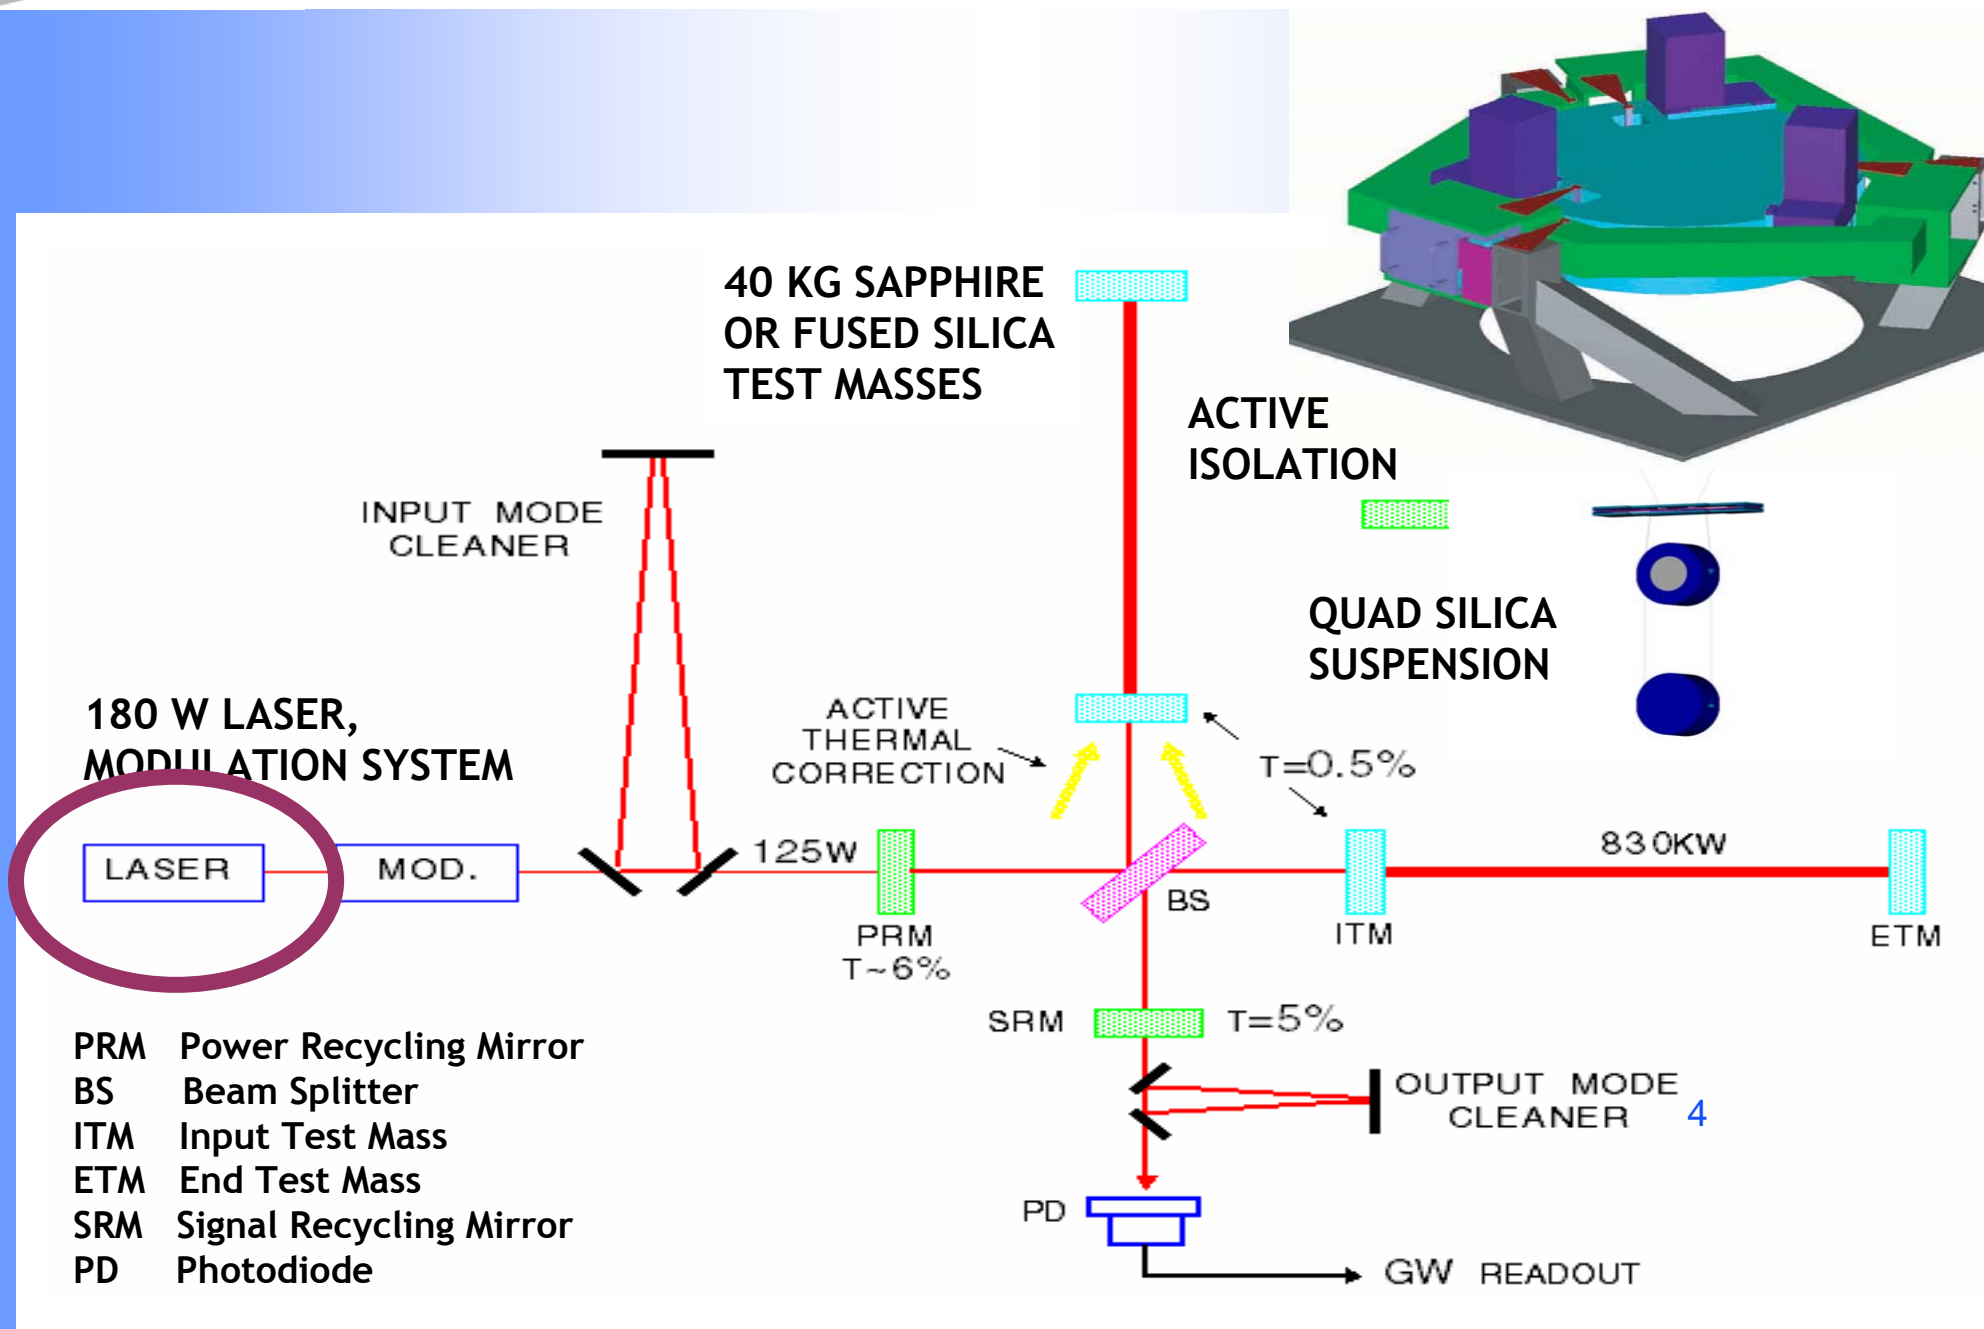 40 KG SAPPHIRE
OR FUSED SILICA
TEST MASSES
ACTIVE
ISOLATION
INPUT MODE
CLEANER
QUAD SILICA
SUSPENSION
180 W LASER,
MODULATION SYSTEM
ACTIVE
THERMAL
CORRECTION
T=0.5%
LASER
MOD.
125W
830KW
BS
PRM
T~6%
ITM
ETM
SRM
T=5%
OUTPUT MODE
CLEANER
4
PD
GW READOUT
PRM Power Recycling Mirror
BS Beam Splitter
ITM Input Test Mass
ETM End Test Mass
SRM Signal Recycling Mirror
PD Photodiode